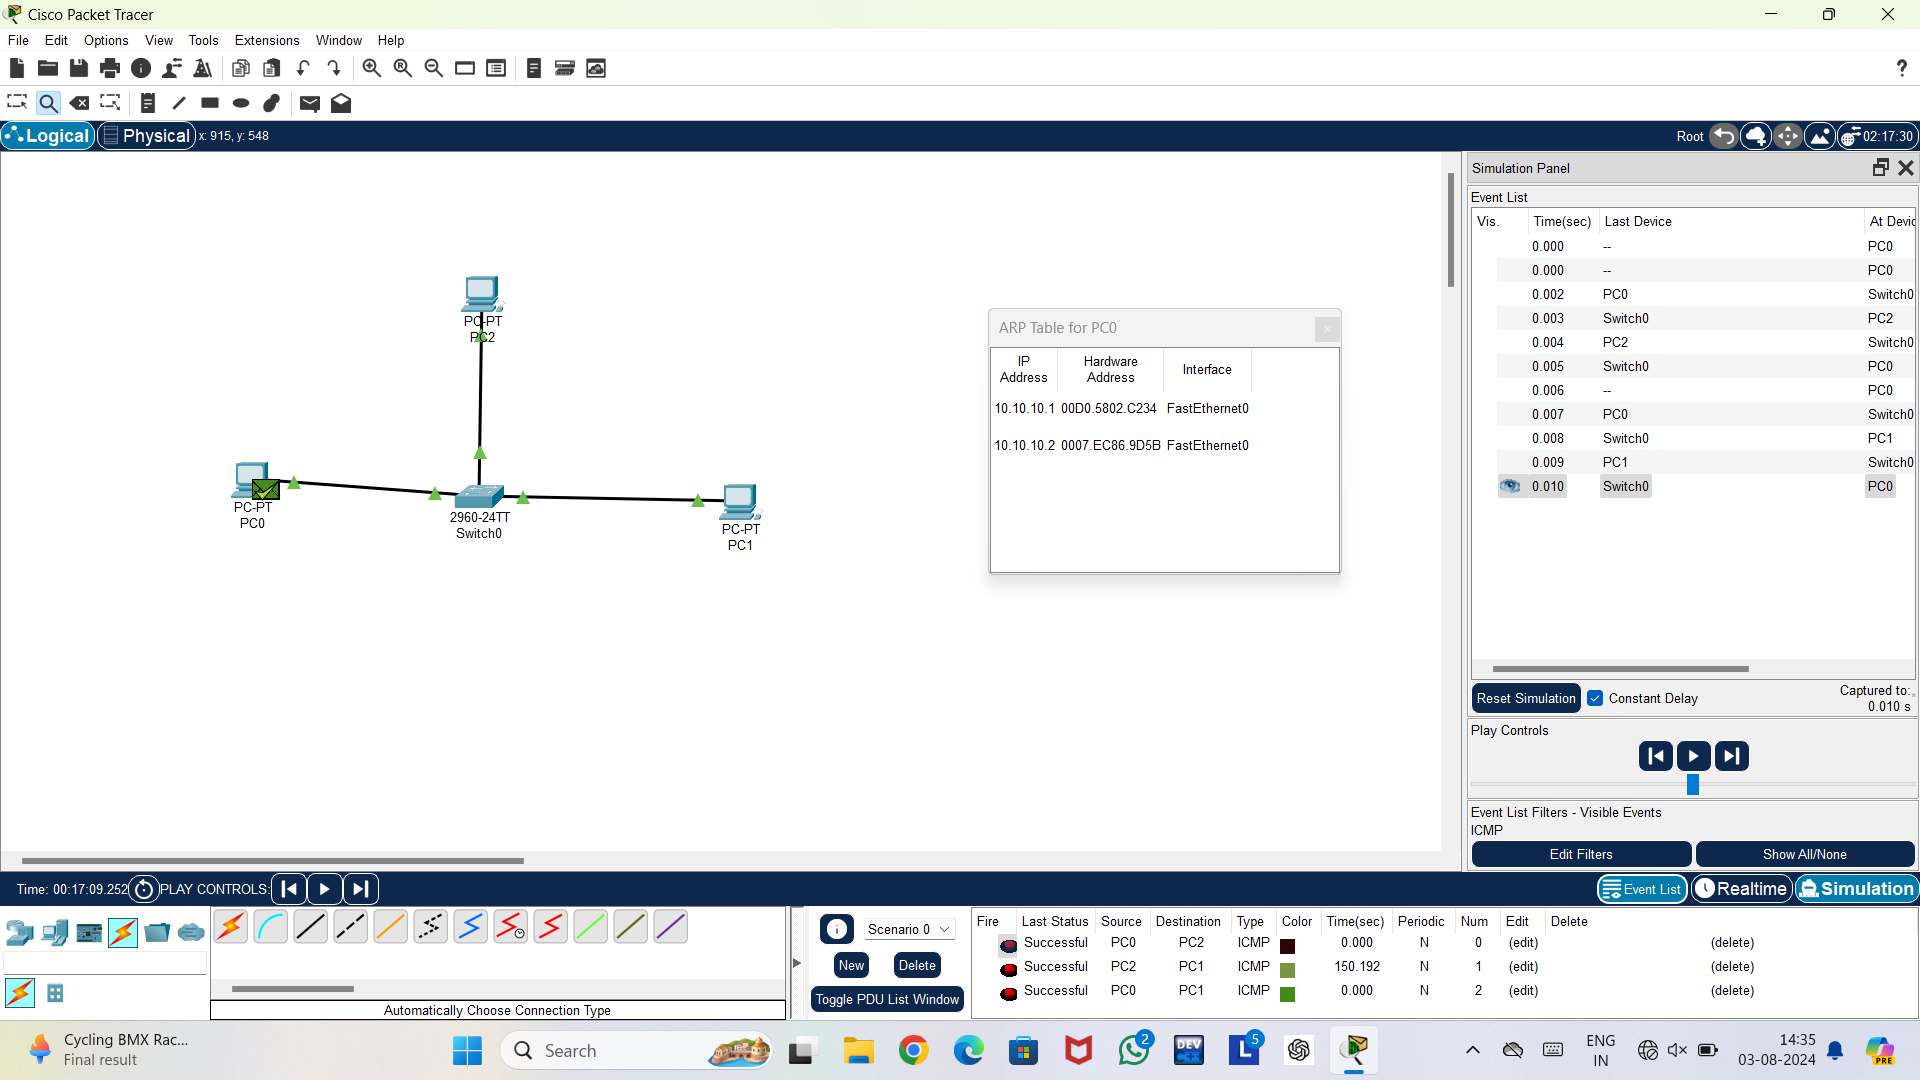 Cisco Packet Tracer
File Edit Options View Tools Extensions Window Help
?
Logical Physical x: 915, y: 548 Root 02:17:30
PC-PT
PC2
PC-PT
PC0
2960-24TT
Switch0
PC-PT
PC1
ARP Table for PC0
IP Address Hardware Address Interface
10.10.10.1 00D0.5802.C234 FastEthernet0
10.10.10.2 0007.EC86.9D5B FastEthernet0
Simulation Panel
Event List
Vis. Time(sec) Last Device At Devic
0.000 -- PC0
0.000 -- PC0
0.002 PC0 Switch0
0.003 Switch0 PC2
0.004 PC2 Switch0
0.005 Switch0 PC0
0.006 -- PC0
0.007 PC0 Switch0
0.008 Switch0 PC1
0.009 PC1 Switch0
0.010 Switch0 PC0
Reset Simulation Constant Delay Captured to:
0.010 s
Play Controls
Event List Filters - Visible Events
ICMP
Edit Filters Show All/None
Time: 00:17:09.252 PLAY CONTROLS: Event List Realtime Simulation
Automatically Choose Connection Type
Scenario 0
New Delete
Toggle PDU List Window
Fire Last Status Source Destination Type Color Time(sec) Periodic Num Edit Delete
Successful PC0 PC2 ICMP 0.000 N 0 (edit) (delete)
Successful PC2 PC1 ICMP 150.192 N 1 (edit) (delete)
Successful PC0 PC1 ICMP 0.000 N 2 (edit) (delete)
Cycling BMX Rac...
Final result
Search
2
DEV C++
L 5
ENG
IN
14:35
03-08-2024
PRE